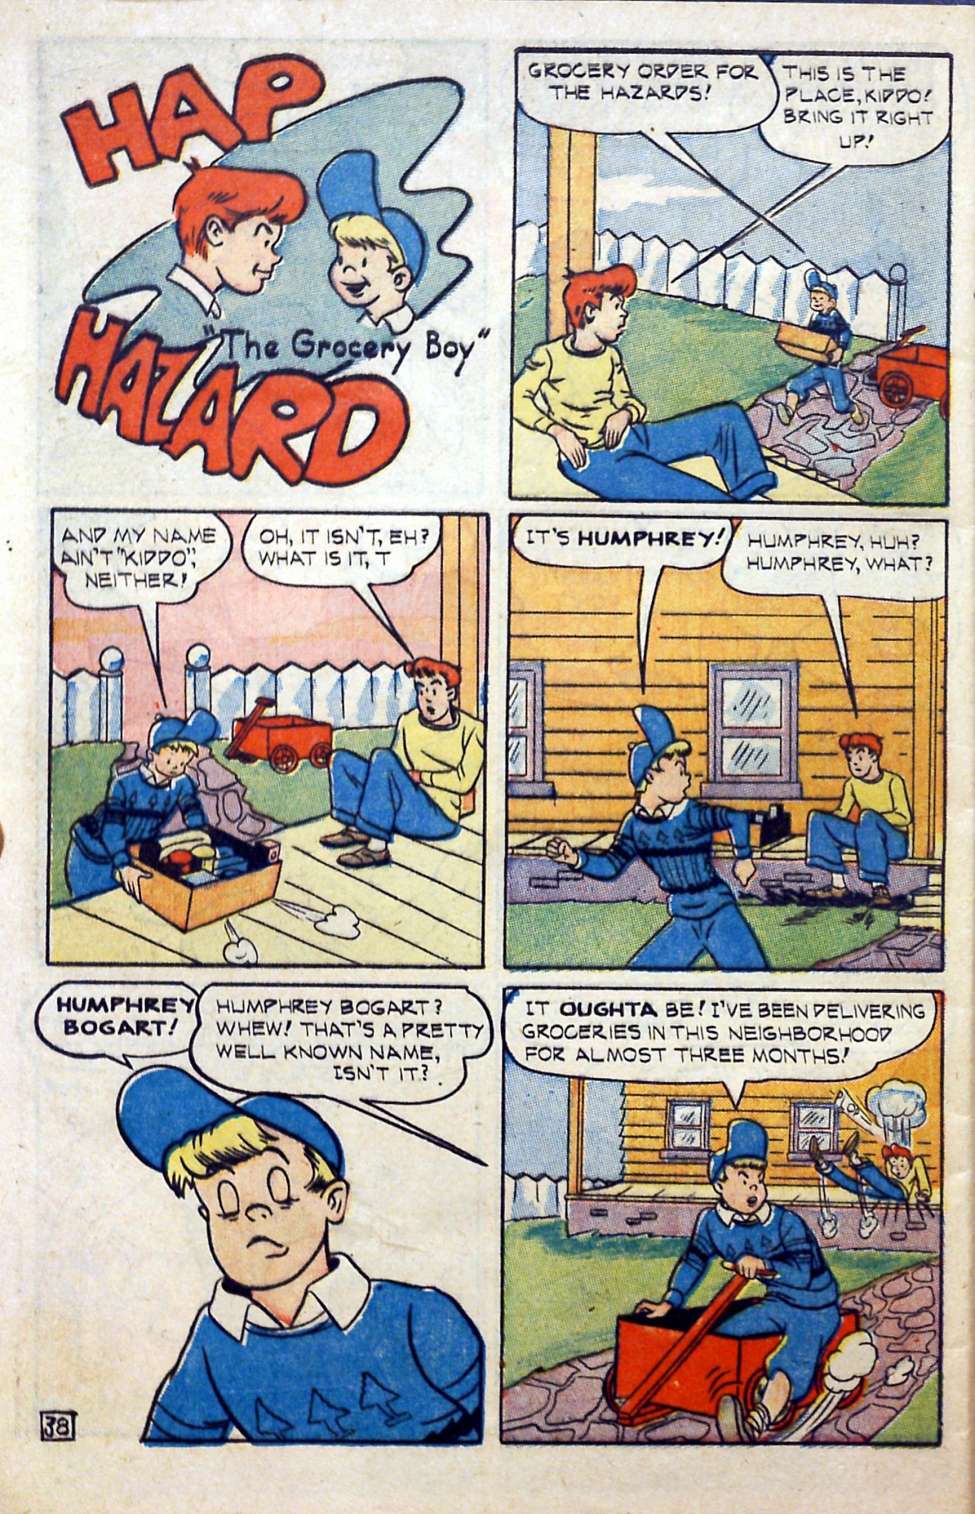 HAP
HAZARD
"The Grocery Boy"
GROCERY ORDER FOR
THE HAZARDS!
THIS IS THE
PLACE, KIDDO!
BRING IT RIGHT
UP!
AND MY NAME
AIN'T "KIDDO",
NEITHER!
OH, IT ISN'T, EH?
WHAT IS IT, T
IT'S HUMPHREY!
HUMPHREY, HUH?
HUMPHREY, WHAT?
HUMPHREY
BOGART!
HUMPHREY BOGART?
WHEW! THAT'S A PRETTY
WELL KNOWN NAME,
ISN'T IT?
IT OUGHTA BE! I'VE BEEN DELIVERING
GROCERIES IN THIS NEIGHBORHOOD
FOR ALMOST THREE MONTHS!
PLOP
38